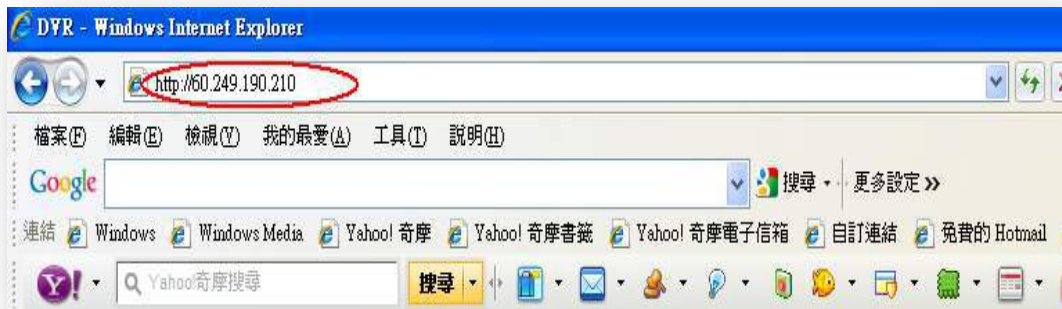 DVR - Windows Internet Explorer
http://60.249.190.210
檔案(F) 編輯(E) 檢視(V) 我的最愛(A) 工具(T) 說明(H)
Google 搜尋 更多設定 »
連結 Windows Windows Media Yahoo! 奇摩 Yahoo! 奇摩書籤 Yahoo! 奇摩電子信箱 自訂連結 免費的 Hotmail
Y! Yahoo!奇摩搜尋 搜尋